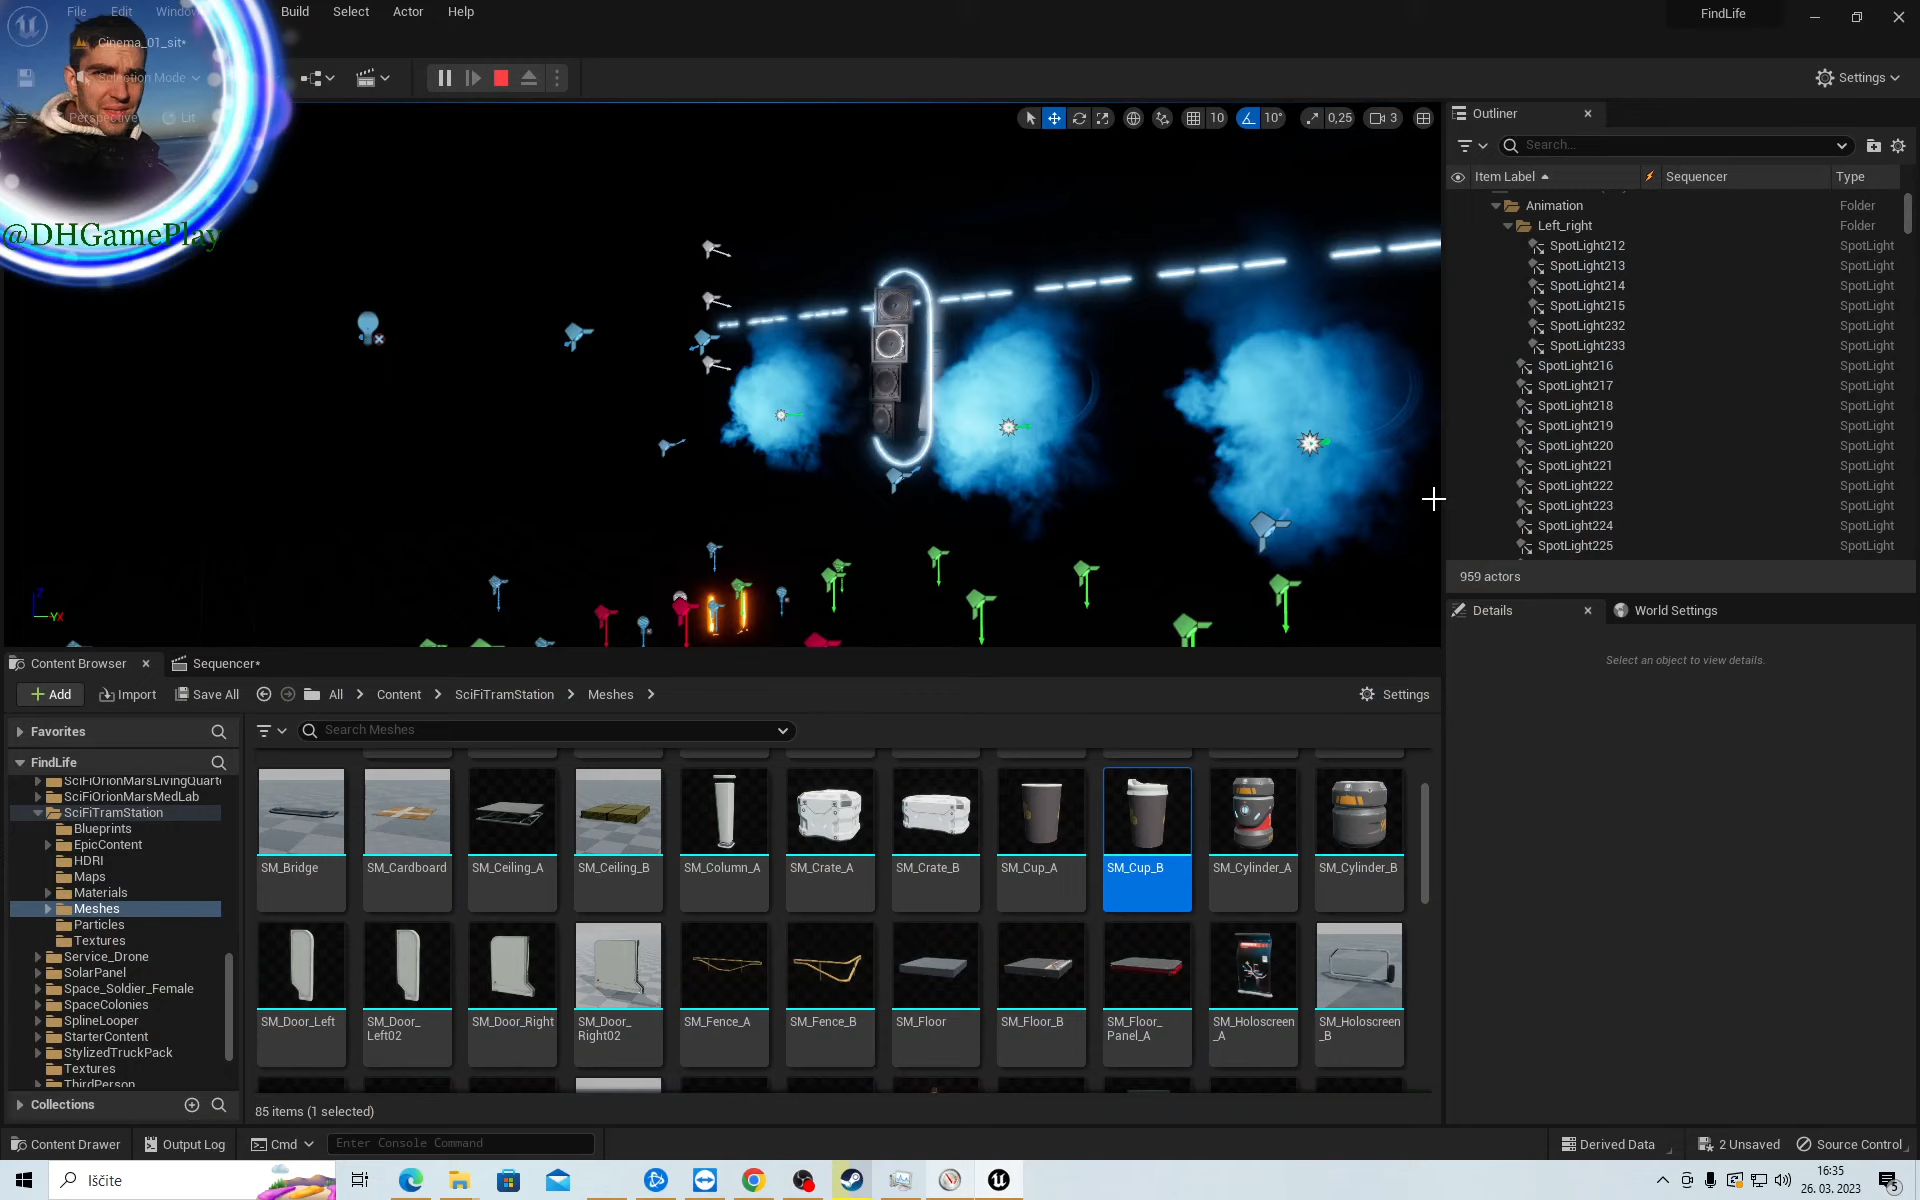 File Edit Window Build Select Actor Help
FindLife
Cinema_01_sit*
Selection Mode
Settings
Perspective Lit
10 10° 0,25 3
@DHGamePlay
Outliner
Search...
Item Label Sequencer Type
Animation Folder
Left_right Folder
SpotLight212 SpotLight
SpotLight213 SpotLight
SpotLight214 SpotLight
SpotLight215 SpotLight
SpotLight232 SpotLight
SpotLight233 SpotLight
SpotLight216 SpotLight
SpotLight217 SpotLight
SpotLight218 SpotLight
SpotLight219 SpotLight
SpotLight220 SpotLight
SpotLight221 SpotLight
SpotLight222 SpotLight
SpotLight223 SpotLight
SpotLight224 SpotLight
SpotLight225 SpotLight
959 actors
Details World Settings
Select an object to view details.
Z
YX
Content Browser Sequencer*
Add Import Save All All Content SciFiTramStation Meshes Settings
Favorites
Search Meshes
FindLife
SciFiOrionMarsLivingQuart
SciFiOrionMarsMedLab
SciFiTramStation
Blueprints
EpicContent
HDRI
Maps
Materials
Meshes
Particles
Textures
Service_Drone
SolarPanel
Space_Soldier_Female
SpaceColonies
SplineLooper
StarterContent
StylizedTruckPack
Textures
ThirdPerson
Collections
SM_Bridge SM_Cardboard SM_Ceiling_A SM_Ceiling_B SM_Column_A SM_Crate_A SM_Crate_B SM_Cup_A SM_Cup_B SM_Cylinder_A SM_Cylinder_B
SM_Door_Left SM_Door_ SM_Door_Right SM_Door_ SM_Fence_A SM_Fence_B SM_Floor SM_Floor_B SM_Floor_ SM_Holoscreen SM_Holoscreen
Left02 Right02 Panel_A _A _B
85 items (1 selected)
Content Drawer Output Log Cmd Enter Console Command Derived Data 2 Unsaved Source Control
Iščite
16:35
26. 03. 2023
5